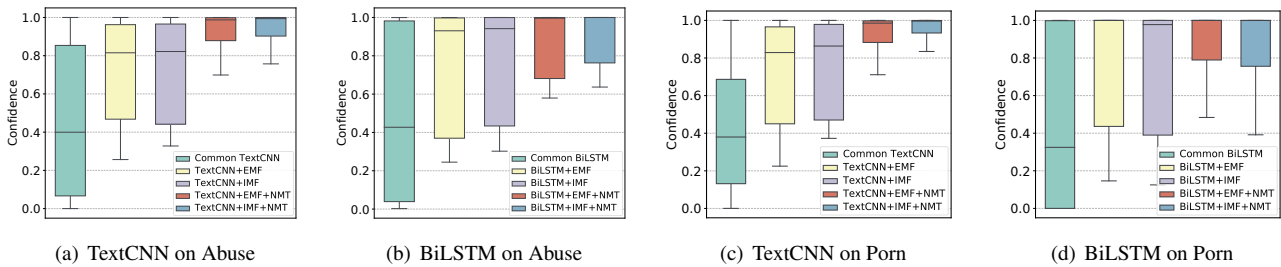 Confidence
1.0
0.8
0.6
0.4
0.2
0.0
Common TextCNN
TextCNN+EMF
TextCNN+IMF
TextCNN+EMF+NMT
TextCNN+IMF+NMT
(a) TextCNN on Abuse
Confidence
1.0
0.8
0.6
0.4
0.2
0.0
Common BiLSTM
BiLSTM+EMF
BiLSTM+IMF
BiLSTM+EMF+NMT
BiLSTM+IMF+NMT
(b) BiLSTM on Abuse
Confidence
1.0
0.8
0.6
0.4
0.2
0.0
Common TextCNN
TextCNN+EMF
TextCNN+IMF
TextCNN+EMF+NMT
TextCNN+IMF+NMT
(c) TextCNN on Porn
Confidence
1.0
0.8
0.6
0.4
0.2
0.0
Common BiLSTM
BiLSTM+EMF
BiLSTM+IMF
BiLSTM+EMF+NMT
BiLSTM+IMF+NMT
(d) BiLSTM on Porn